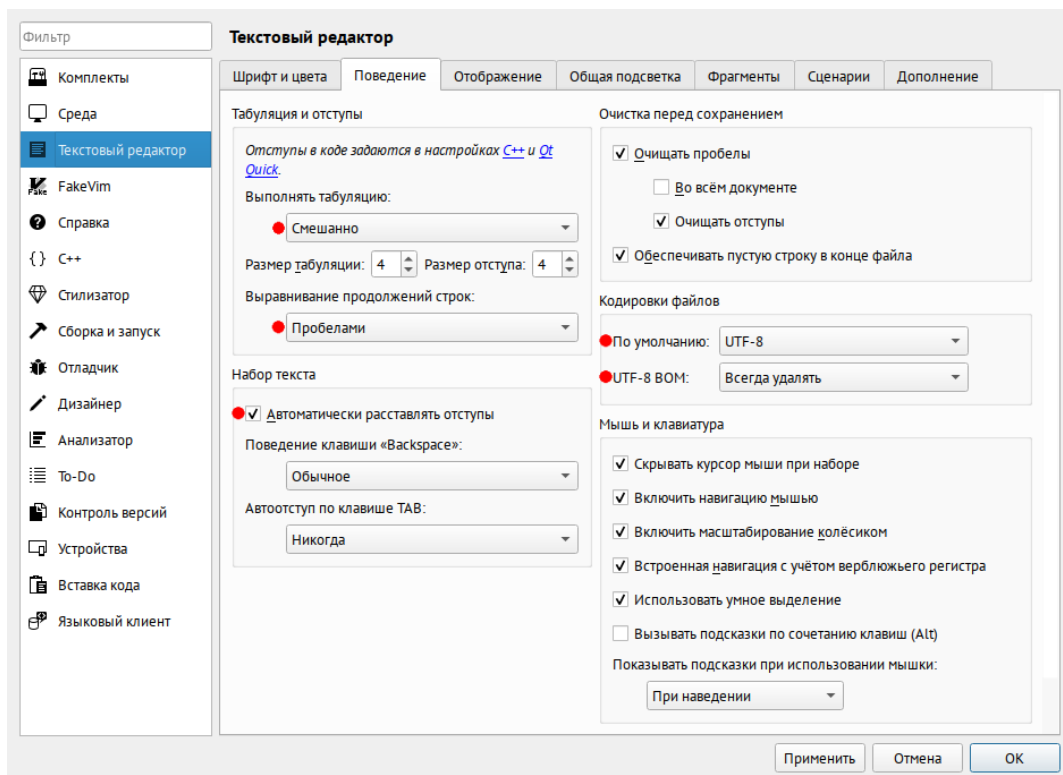 Фильтр
Комплекты
Среда
Текстовый редактор
FakeVim
Справка
{} C++
Стилизатор
Сборка и запуск
Отладчик
Дизайнер
Анализатор
To-Do
Контроль версий
Устройства
Вставка кода
Языковый клиент
Текстовый редактор
Шрифт и цвета
Поведение
Отображение
Общая подсветка
Фрагменты
Сценарии
Дополнение
Табуляция и отступы
Отступы в коде задаются в настройках C++ и Qt
Quick.
Выполнять табуляцию:
Смешанно
Размер табуляции: 4 Размер отступа: 4
Выравнивание продолжений строк:
Пробелами
Набор текста
Автоматически расставлять отступы
Поведение клавиши «Backspace»:
Обычное
Автоотступ по клавише TAB:
Никогда
Очистка перед сохранением
Очищать пробелы
Во всём документе
Очищать отступы
Обеспечивать пустую строку в конце файла
Кодировки файлов
По умолчанию: UTF-8
UTF-8 BOM: Всегда удалять
Мышь и клавиатура
Скрывать курсор мыши при наборе
Включить навигацию мышью
Включить масштабирование колёсиком
Встроенная навигация с учётом верблюжьего регистра
Использовать умное выделение
Вызывать подсказки по сочетанию клавиш (Alt)
Показывать подсказки при использовании мышки:
При наведении
Применить
Отмена
OK